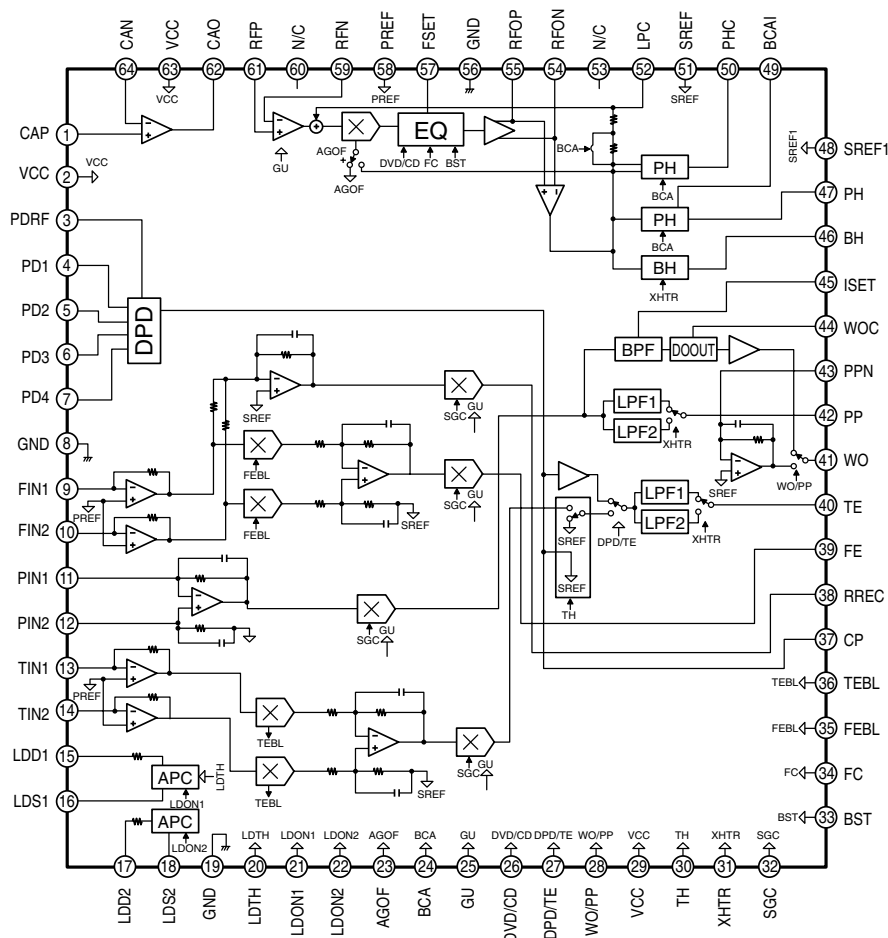 CAN VCC CAO RFP N/C RFN PREF FSET GND RFOP RFON N/C LPC SREF PHC BCAI
64 63 62 61 60 59 58 57 56 55 54 53 52 51 50 49
VCC PREF SREF
CAP 1
VCC 2 VCC
PDRF 3
PD1 4
PD2 5
PD3 6
PD4 7
GND 8
FIN1 9
FIN2 10
PIN1 11
PIN2 12
TIN1 13
TIN2 14
LDD1 15
LDS1 16
GU
AGOF
AGOF
EQ
DVD/CD FC BST
BCA
PH
BCA
PH
BCA
BH
XHTR
SREF1 48 SREF1
47 PH
46 BH
45 ISET
44 WOC
43 PPN
42 PP
41 WO
40 TE
39 FE
38 RREC
37 CP
TEBL 36 TEBL
FEBL 35 FEBL
FC 34 FC
BST 33 BST
DPD
SREF
SGC GU
FEBL
FEBL
SREF
SGC GU
PREF
BPF DOOUT
LPF1
LPF2
XHTR
SREF
WO/PP
SREF
SREF
TH
DPD/TE
LPF1
LPF2
XHTR
SGC GU
PREF
TEBL
TEBL
SREF
SGC GU
APC
LDTH
LDON1
APC
LDON2
LDTH LDON1 LDON2 AGOF BCA GU DVD/CD DPD/TE WO/PP VCC TH XHTR SGC
17 18 19 20 21 22 23 24 25 26 27 28 29 30 31 32
LDD2 LDS2 GND LDTH LDON1 LDON2 AGOF BCA GU DVD/CD DPD/TE WO/PP VCC TH XHTR SGC